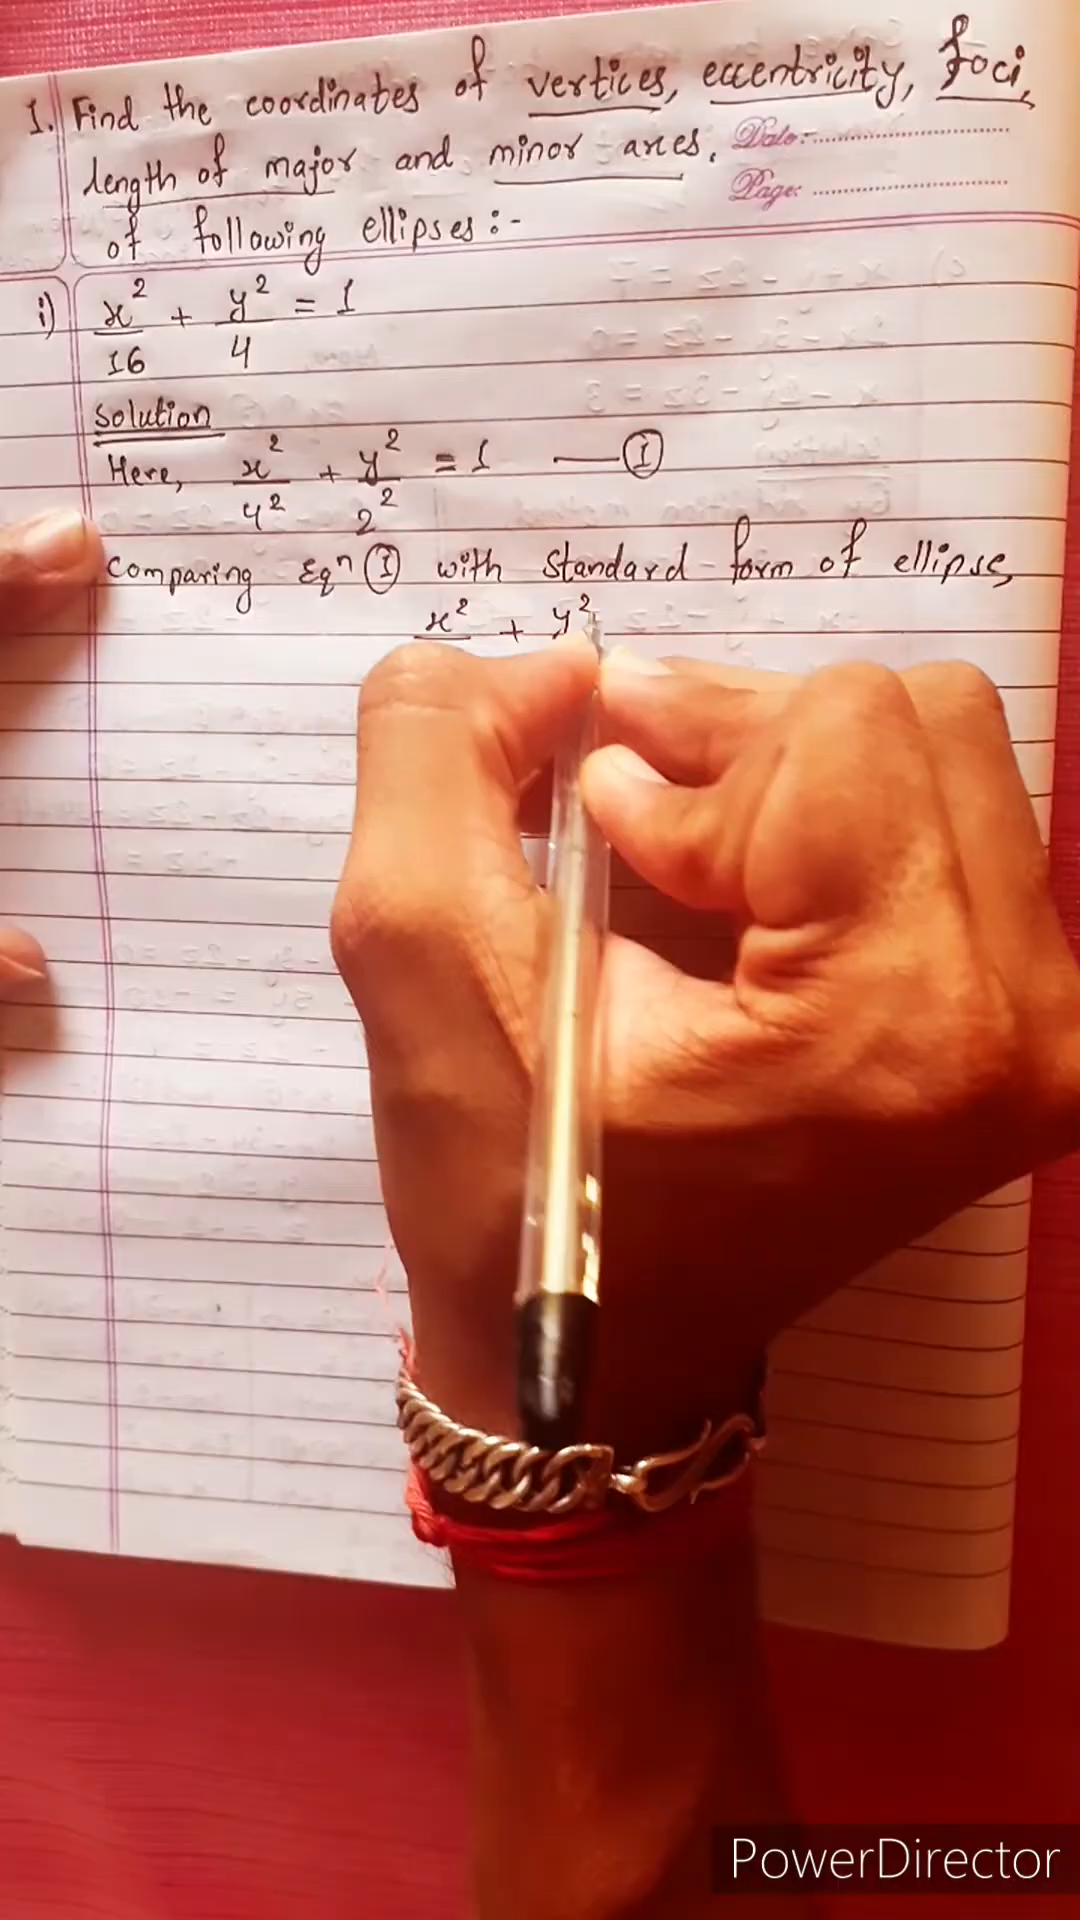 1. Find the coordinates of vertices, eccentricity, foci,
length of major and minor axes.
Date:-
Page:
of following ellipses:-
i) x²/16 + y²/4 = 1
Solution
Here, x²/4² + y²/2² = 1 —— (I)
Comparing Eqⁿ (I) with standard form of ellipse,
x² + y²
PowerDirector